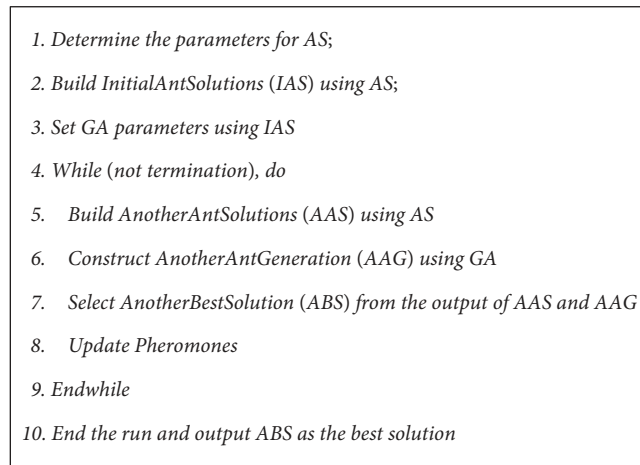 1. Determine the parameters for AS;
2. Build InitialAntSolutions (IAS) using AS;
3. Set GA parameters using IAS
4. While (not termination), do
5. Build AnotherAntSolutions (AAS) using AS
6. Construct AnotherAntGeneration (AAG) using GA
7. Select AnotherBestSolution (ABS) from the output of AAS and AAG
8. Update Pheromones
9. Endwhile
10. End the run and output ABS as the best solution